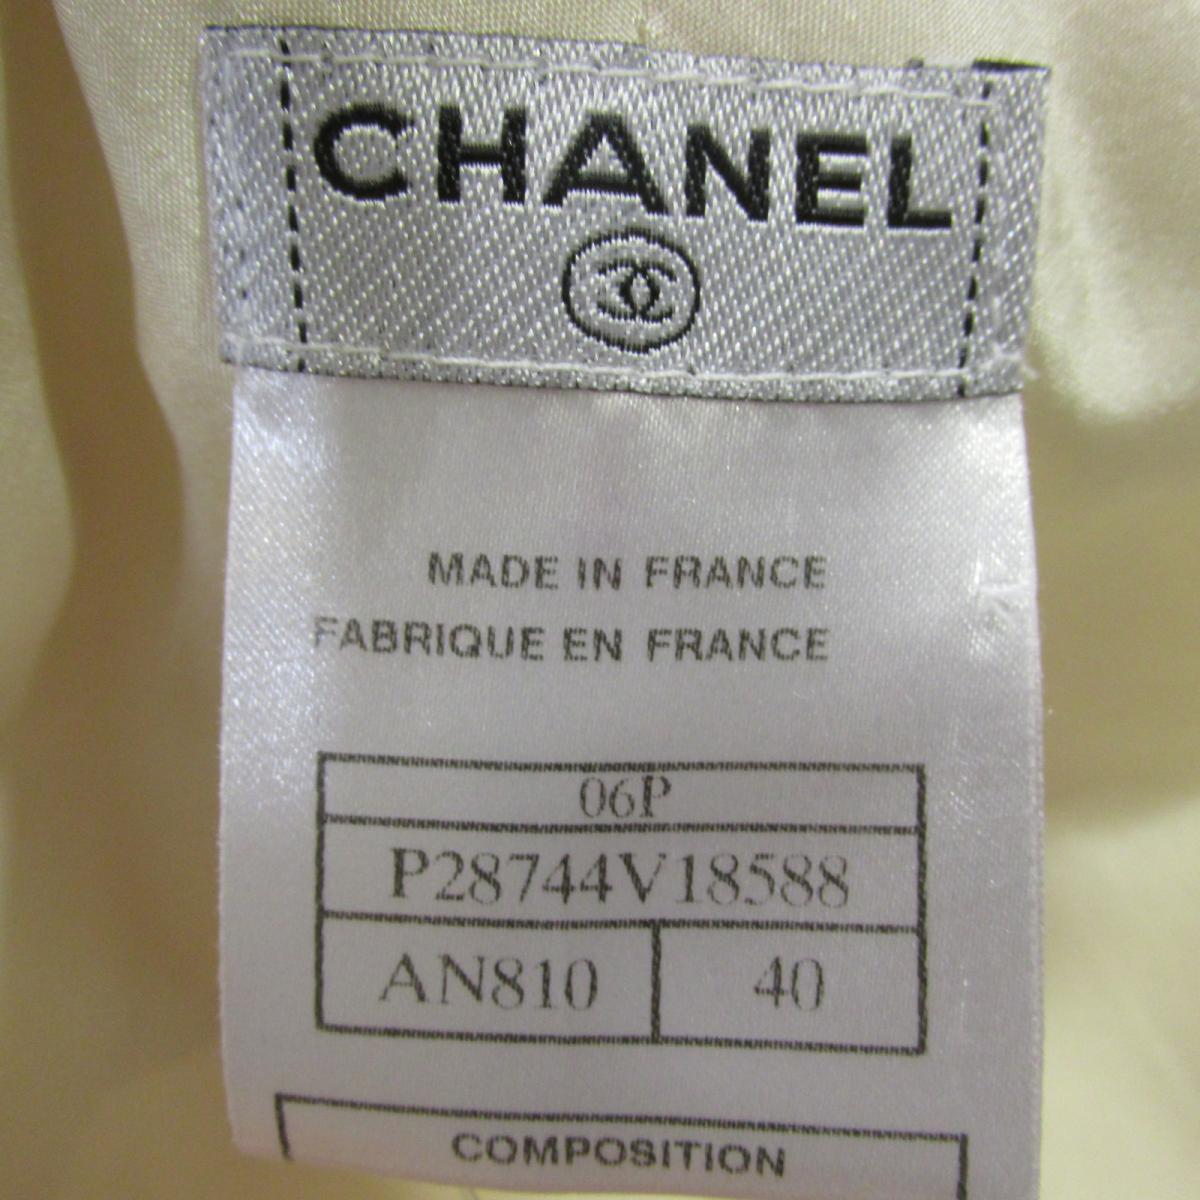 CHANEL
MADE IN FRANCE
FABRIQUE EN FRANCE
06P
P28744V18588
AN810 40
COMPOSITION